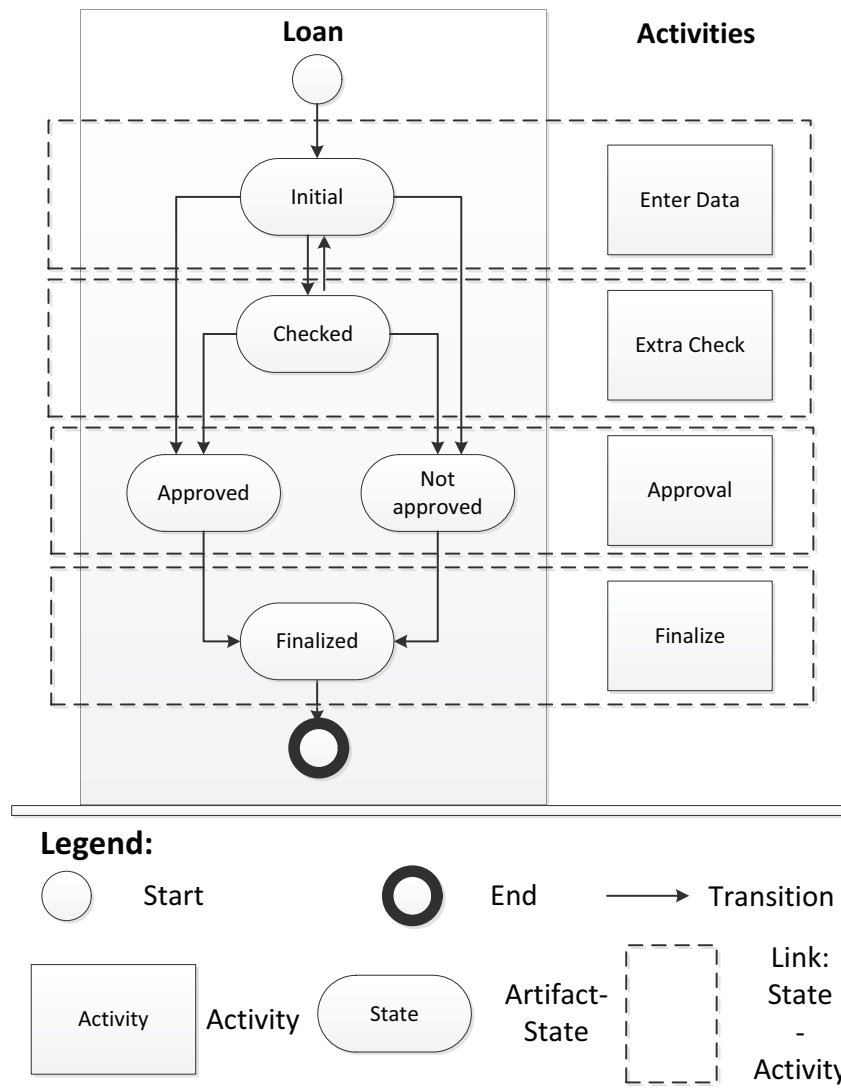 Loan
Activities
Initial
Enter Data
Checked
Extra Check
Approved
Not
approved
Approval
Finalized
Finalize
Legend:
Start
End
Transition
Activity
Activity
State
Artifact-
State
Link:
State
-
Activity